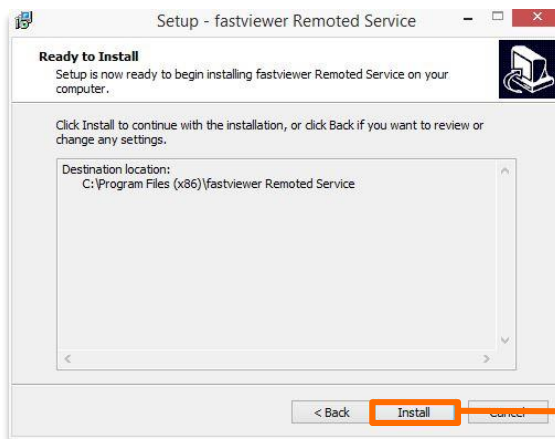 Setup - fastviewer Remoted Service
Ready to Install
Setup is now ready to begin installing fastviewer Remoted Service on your
computer.
Click Install to continue with the installation, or click Back if you want to review or
change any settings.
Destination location:
C:\Program Files (x86)\fastviewer Remoted Service
< Back Install Cancel